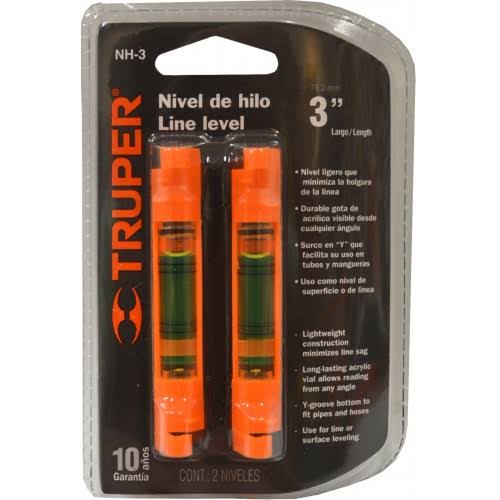 NH-3
Nivel de hilo
Line level
76.2 mm
3”
Largo/Length
TRUPER®
• Nivel ligero que
minimiza la holgura
de la línea
• Durable gota de
acrílico visible desde
cualquier ángulo
• Surco en “Y” que
facilita su uso en
tubos y mangueras
• Uso como nivel de
superficie o de línea
- Lightweight
construction
minimizes line sag
- Long-lasting acrylic
vial allows reading
from any angle
- Y-groove bottom to
fit pipes and hoses
- Use for line or
surface leveling
10 años
Garantía
CONT.: 2 NIVELES